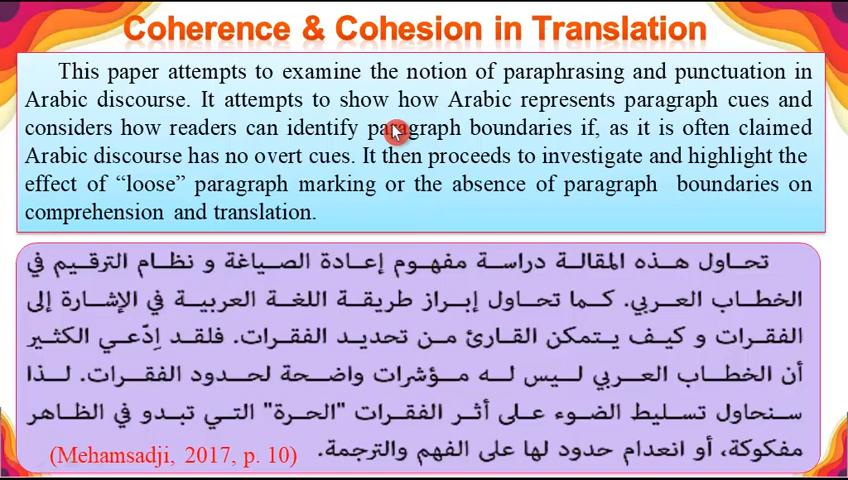 Coherence & Cohesion in Translation
This paper attempts to examine the notion of paraphrasing and punctuation in
Arabic discourse. It attempts to show how Arabic represents paragraph cues and
considers how readers can identify paragraph boundaries if, as it is often claimed
Arabic discourse has no overt cues. It then proceeds to investigate and highlight the
effect of “loose” paragraph marking or the absence of paragraph boundaries on
comprehension and translation.
تحاول هذه المقالة دراسة مفهوم إعادة الصياغة و نظام الترقيم في
الخطاب العربي. كما تحاول إبراز طريقة اللغة العربية في الإشارة إلى
الفقرات و كيف يتمكن القارئ من تحديد الفقرات. فلقد اِدّعي الكثير
أن الخطاب العربي ليس له مؤشرات واضحة لحدود الفقرات. لذا
سنحاول تسليط الضوء على أثر الفقرات "الحرة" التي تبدو في الظاهر
مفكوكة، أو انعدام حدود لها على الفهم والترجمة.
(Mehamsadji, 2017, p. 10)